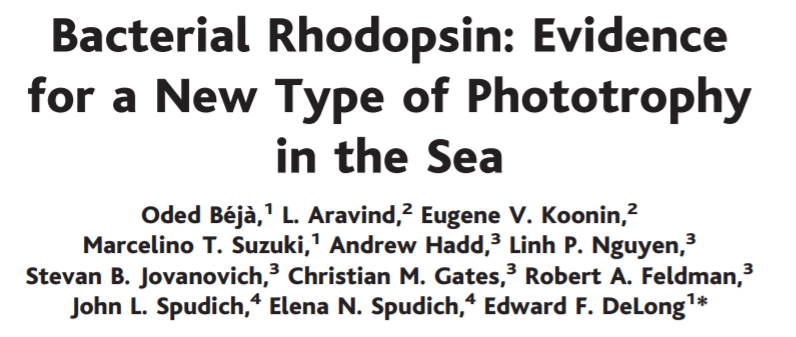 Bacterial Rhodopsin: Evidence
for a New Type of Phototrophy
in the Sea
Oded Béjà,¹ L. Aravind,² Eugene V. Koonin,²
Marcelino T. Suzuki,¹ Andrew Hadd,³ Linh P. Nguyen,³
Stevan B. Jovanovich,³ Christian M. Gates,³ Robert A. Feldman,³
John L. Spudich,⁴ Elena N. Spudich,⁴ Edward F. DeLong¹*